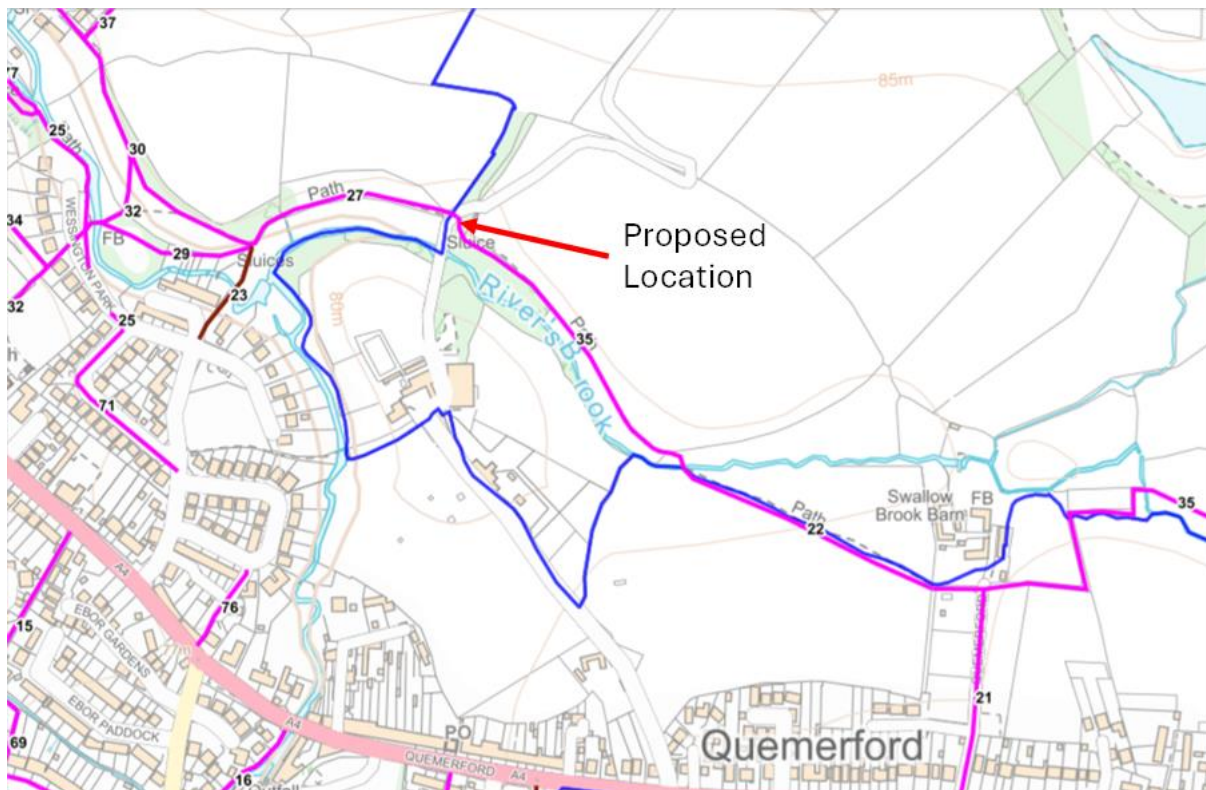 37
85m
77
25
Path
30
Path
27
32
34
FB
29
Sluices
Sluice
Proposed
Location
WESSINGTON PARK
23
80m
River's Brook
Path
35
32
25
71
Swallow
Brook Barn
FB
35
Path
22
A4
76
15
EBOR GARDENS
21
EBOR PADDOCK
A4
PO
Quemerford
69
QUEMERFORD
A4
16